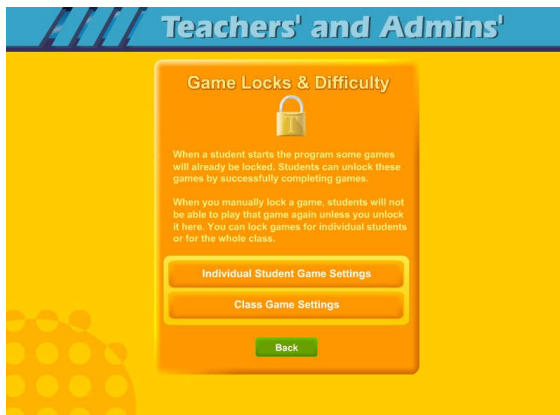 Teachers' and Admins'
Game Locks & Difficulty
T
When a student starts the program some games
will already be locked. Students can unlock these
games by successfully completing games.
When you manually lock a game, students will not
be able to play that game again unless you unlock
it here. You can lock games for individual students
or for the whole class.
Individual Student Game Settings
Class Game Settings
Back